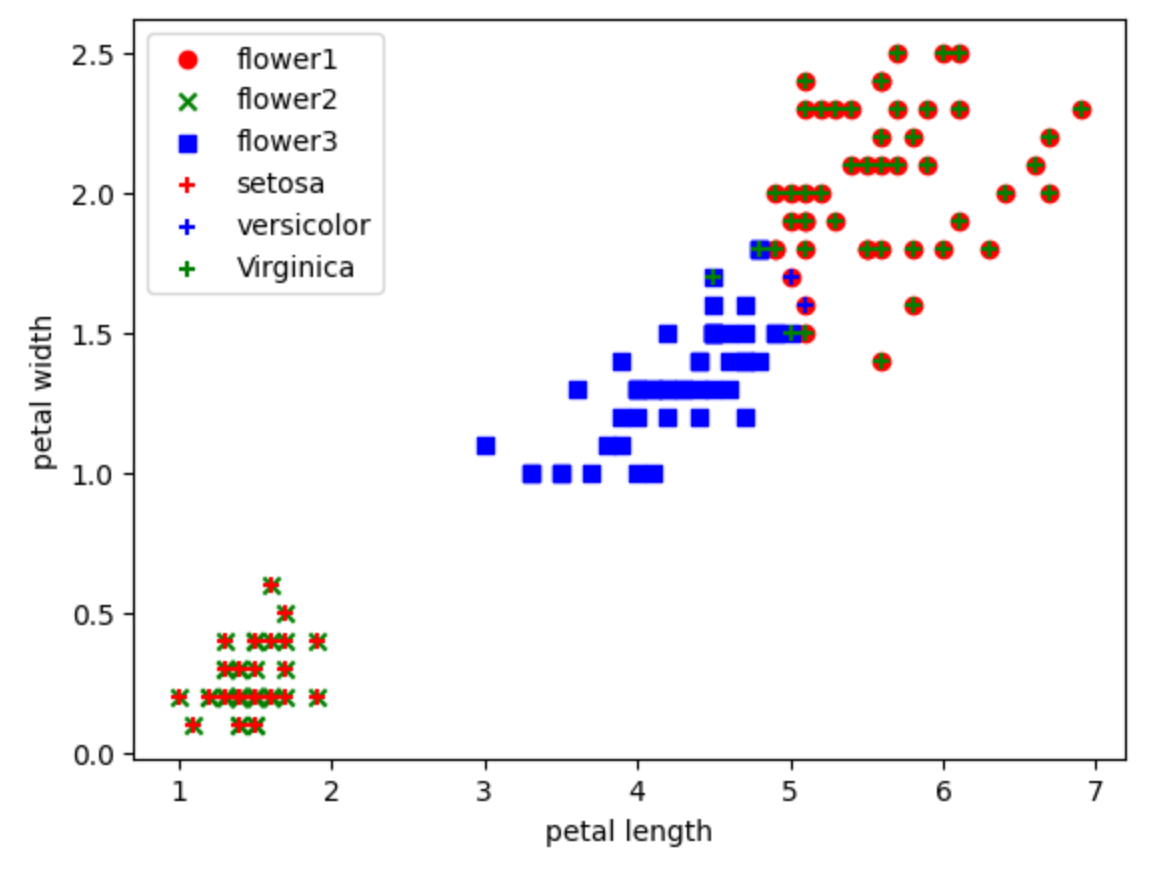 flower1
flower2
flower3
setosa
versicolor
Virginica
2.5
2.0
1.5
1.0
0.5
0.0
petal width
1 2 3 4 5 6 7
petal length